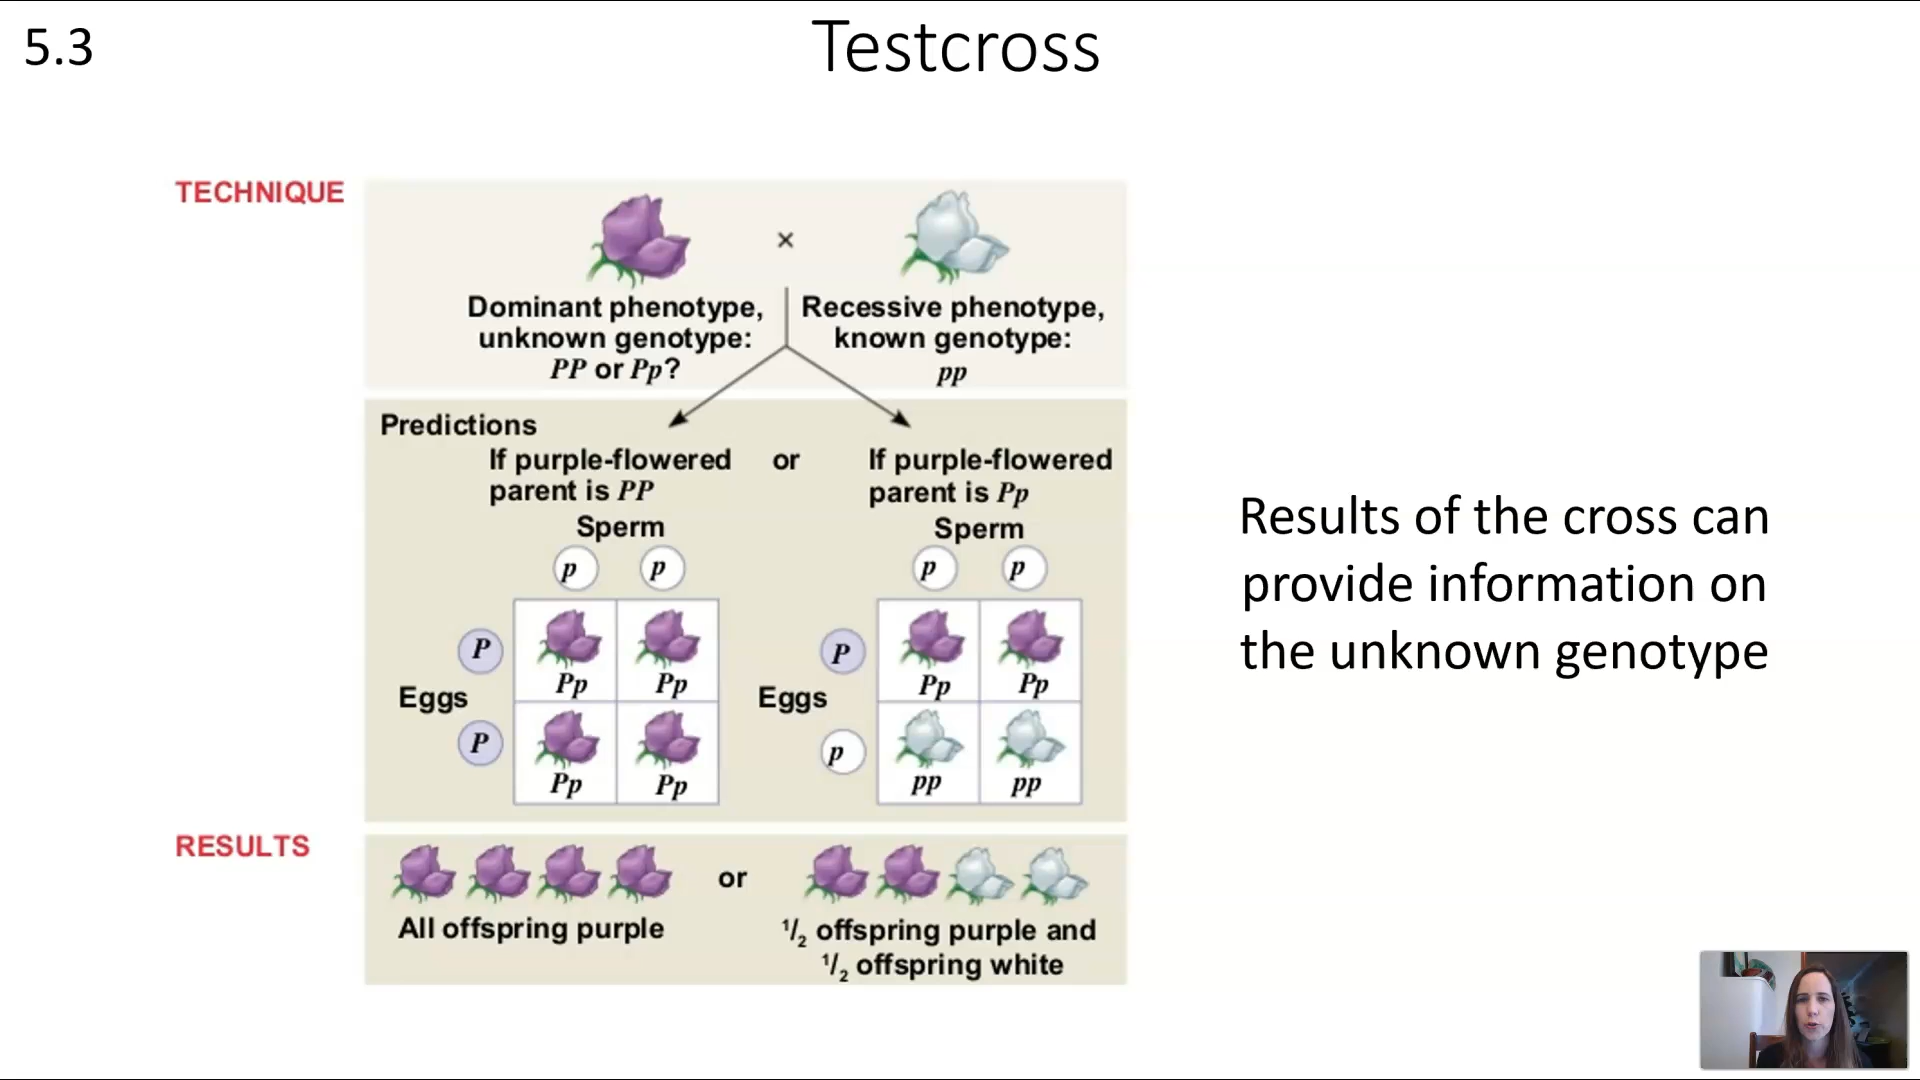 5.3
Testcross
TECHNIQUE
×
Dominant phenotype,
unknown genotype:
PP or Pp?
Recessive phenotype,
known genotype:
pp
Predictions
If purple-flowered
parent is PP
or
If purple-flowered
parent is Pp
Sperm
p p
P
Eggs
P
Pp Pp
Pp Pp
Sperm
p p
P
Eggs
p
Pp Pp
pp pp
Results of the cross can
provide information on
the unknown genotype
RESULTS
All offspring purple
or
1/2 offspring purple and
1/2 offspring white